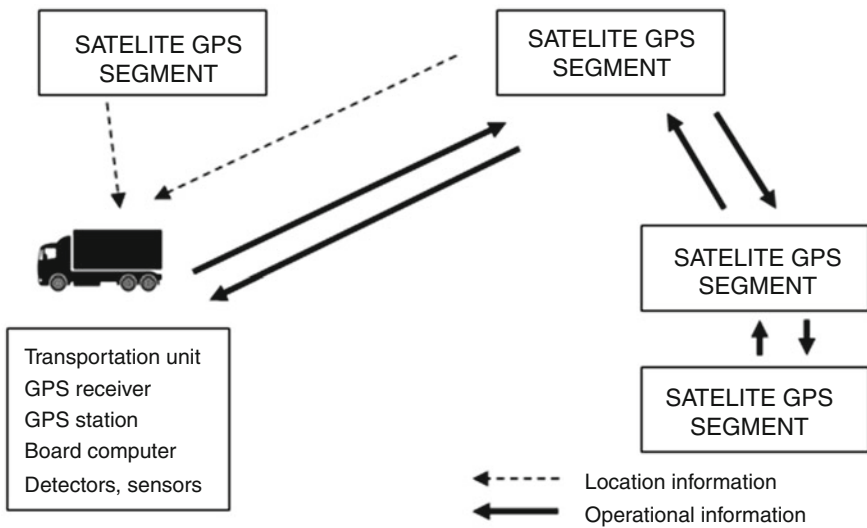 SATELITE GPS
SEGMENT
SATELITE GPS
SEGMENT
SATELITE GPS
SEGMENT
SATELITE GPS
SEGMENT
Transportation unit
GPS receiver
GPS station
Board computer
Detectors, sensors
Location information
Operational information